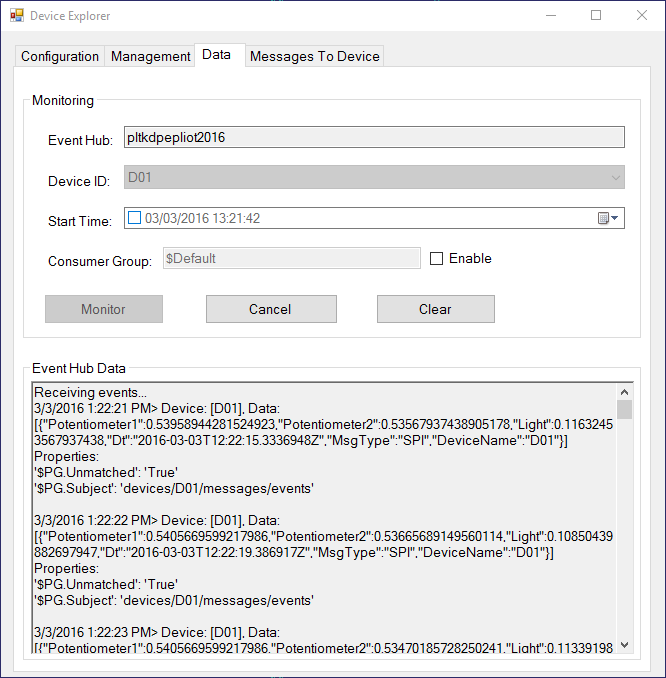 Device Explorer
Configuration Management Data Messages To Device
Monitoring
Event Hub: pltkdpepliot2016
Device ID: D01
Start Time: 03/03/2016 13:21:42
Consumer Group: $Default Enable
Monitor Cancel Clear
Event Hub Data
Receiving events...
3/3/2016 1:22:21 PM> Device: [D01], Data:
[{"Potentiometer1":0.53958944281524923,"Potentiometer2":0.53567937438905178,"Light":0.1163245
3567937438,"Dt":"2016-03-03T12:22:15.3336948Z","MsgType":"SPI","DeviceName":"D01"}]
Properties:
'$PG.Unmatched': 'True'
'$PG.Subject': 'devices/D01/messages/events'
3/3/2016 1:22:22 PM> Device: [D01], Data:
[{"Potentiometer1":0.5405669599217986,"Potentiometer2":0.53665689149560114,"Light":0.10850439
882697947,"Dt":"2016-03-03T12:22:19.386917Z","MsgType":"SPI","DeviceName":"D01"}]
Properties:
'$PG.Unmatched': 'True'
'$PG.Subject': 'devices/D01/messages/events'
3/3/2016 1:22:23 PM> Device: [D01], Data:
[{"Potentiometer1":0.5405669599217986,"Potentiometer2":0.53470185728250241,"Light":0.11339198